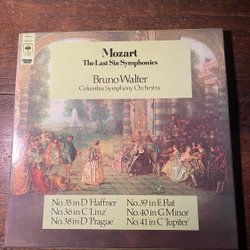 Mozart
The Last Six Symphonies
Bruno Walter
Columbia Symphony Orchestra
No.35 in D 'Haffner'
No.36 in C 'Linz'
No.38 in D 'Prague'
No.39 in E Flat
No.40 in G Minor
No.41 in C 'Jupiter'